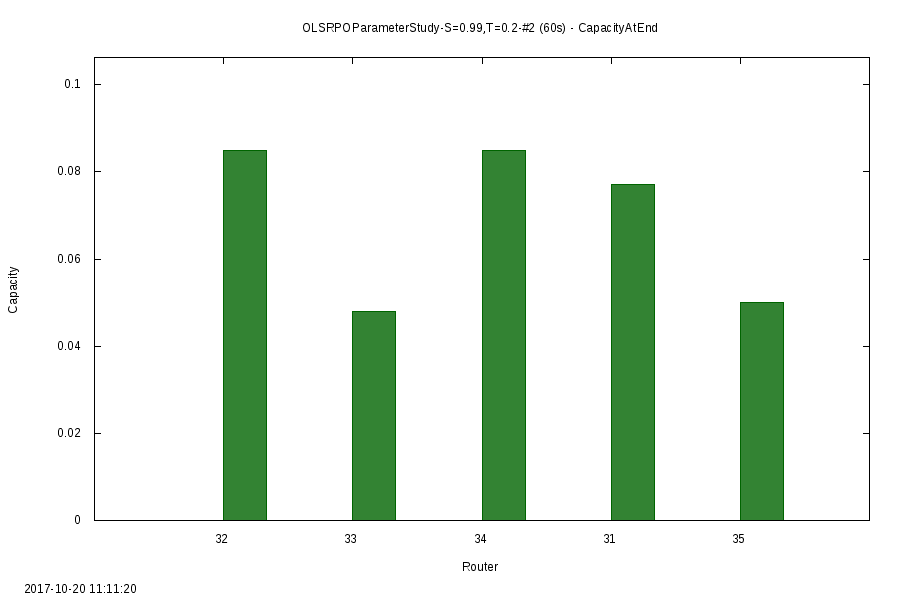 OLSRPOParameterStudy-S=0.99,T=0.2-#2 (60s) - CapacityAtEnd
0.1
0.08
0.06
0.04
0.02
0
Capacity
32 33 34 31 35
Router
2017-10-20 11:11:20